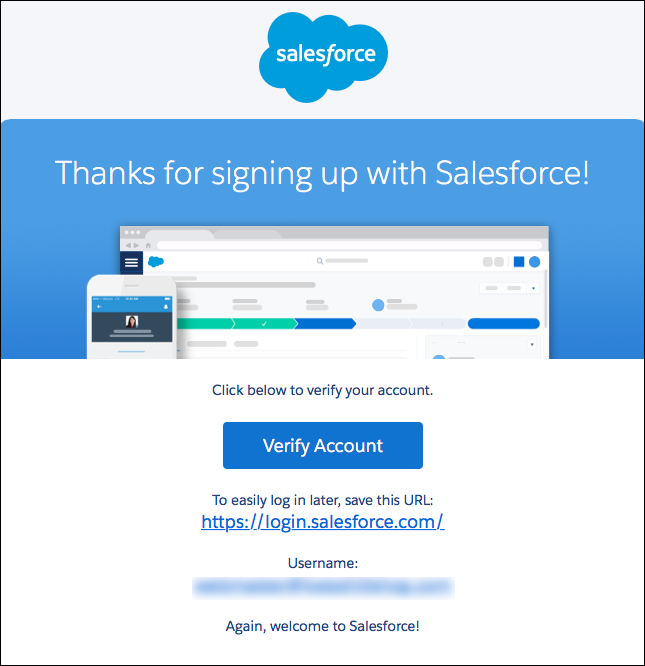 salesforce
Thanks for signing up with Salesforce!
Click below to verify your account.
Verify Account
To easily log in later, save this URL:
https://login.salesforce.com/
Username:
Again, welcome to Salesforce!